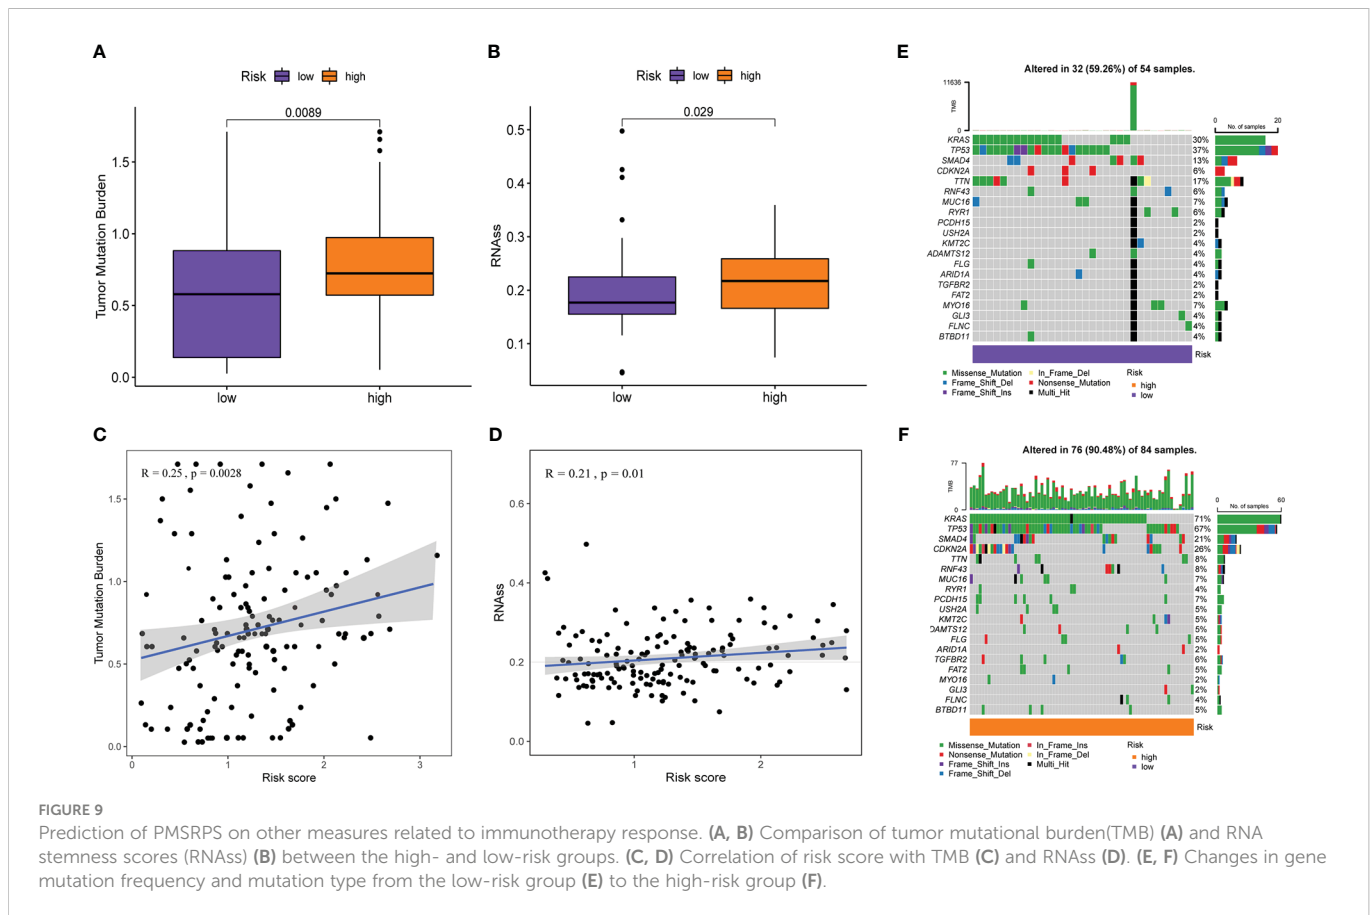 A
Risk low high
0.0089
Tumor Mutation Burden
1.5
1.0
0.5
0.0
low high
B
Risk low high
0.029
RNAss
0.5
0.4
0.3
0.2
0.1
low high
E
Altered in 32 (59.26%) of 54 samples.
11636
TMB
0
0 20
No. of samples
KRAS 30%
TP53 37%
SMAD4 13%
CDKN2A 6%
TTN 17%
RNF43 6%
MUC16 7%
RYR1 6%
PCDH15 2%
USH2A 2%
KMT2C 4%
ADAMTS12 4%
FLG 4%
ARID1A 4%
TGFBR2 2%
FAT2 2%
MYO16 7%
GLI3 4%
FLNC 4%
BTBD11 4%
Risk
Missense_Mutation In_Frame_Del Risk
Frame_Shift_Del Nonsense_Mutation high
Frame_Shift_Ins Multi_Hit low
C
R = 0.25 , p = 0.0028
Tumor Mutation Burden
1.5
1.0
0.5
0.0
0 1 2 3
Risk score
D
R = 0.21 , p = 0.01
RNAss
0.6
0.4
0.2
0.0
1 2
Risk score
F
Altered in 76 (90.48%) of 84 samples.
77
TMB
0
0 60
No. of samples
KRAS 71%
TP53 67%
SMAD4 21%
CDKN2A 26%
TTN 8%
RNF43 8%
MUC16 7%
RYR1 4%
PCDH15 7%
USH2A 5%
KMT2C 5%
DAMTS12 5%
FLG 5%
ARID1A 2%
TGFBR2 6%
FAT2 5%
MYO16 2%
GLI3 2%
FLNC 4%
BTBD11 5%
Risk
Missense_Mutation In_Frame_Ins Risk
Nonsense_Mutation In_Frame_Del high
Frame_Shift_Ins Multi_Hit low
Frame_Shift_Del
FIGURE 9
Prediction of PMSRPS on other measures related to immunotherapy response. (A, B) Comparison of tumor mutational burden(TMB) (A) and RNA
stemness scores (RNAss) (B) between the high- and low-risk groups. (C, D) Correlation of risk score with TMB (C) and RNAss (D). (E, F) Changes in gene
mutation frequency and mutation type from the low-risk group (E) to the high-risk group (F).